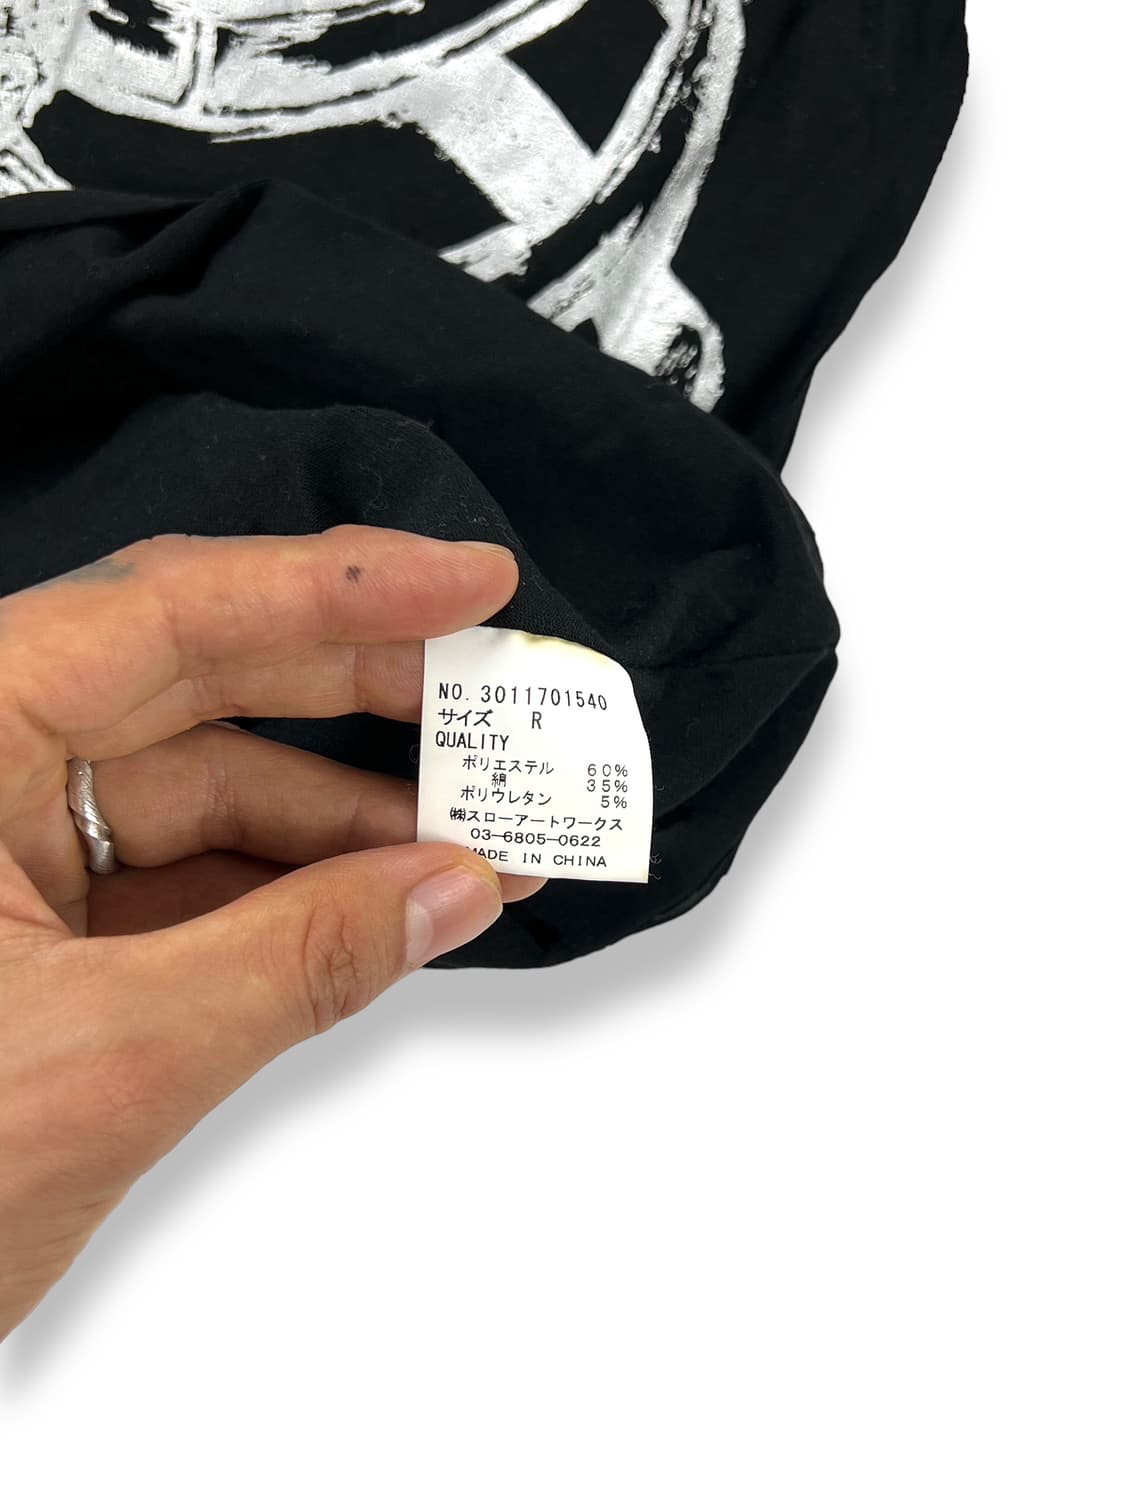 NO. 3011701540
サイズ R
QUALITY
ポリエステル 60%
綿 35%
ポリウレタン 5%
㈱スローアートワークス
03-6805-0622
MADE IN CHINA